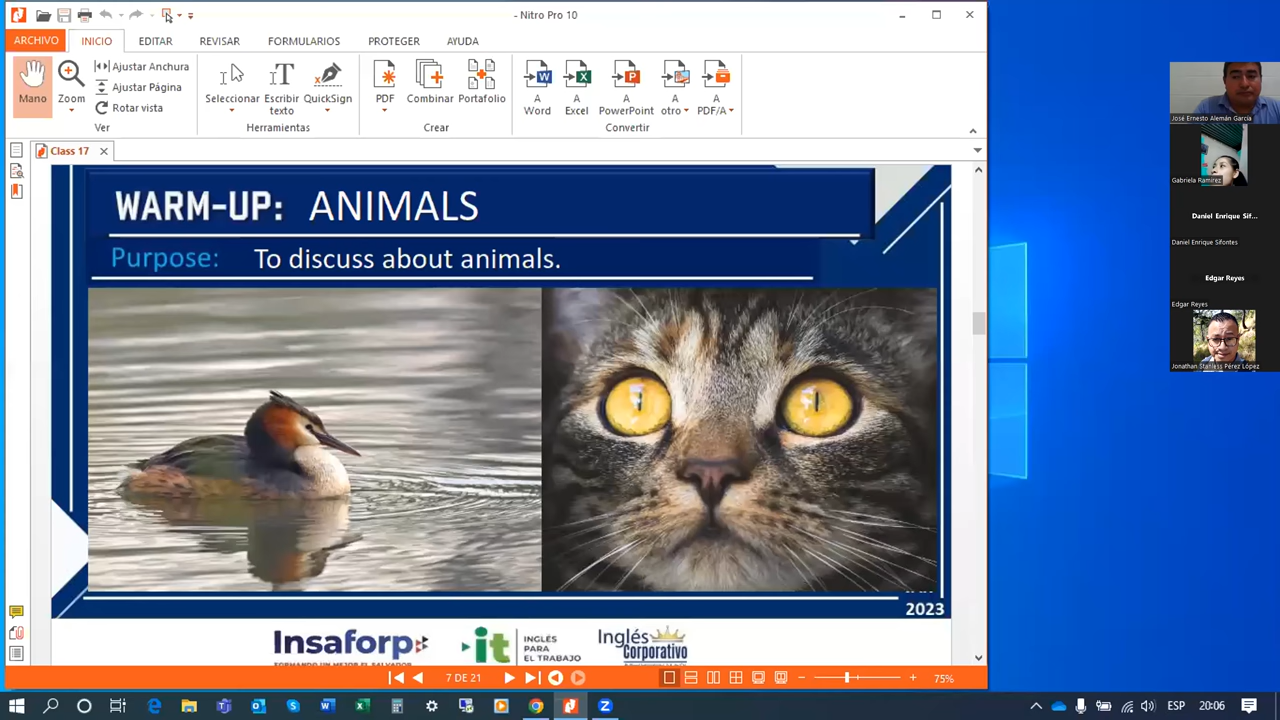 - Nitro Pro 10
ARCHIVO INICIO EDITAR REVISAR FORMULARIOS PROTEGER AYUDA
Mano
Zoom
Ajustar Anchura
Ajustar Página
Rotar vista
Ver
Seleccionar
Escribir texto
QuickSign
Herramientas
PDF
Combinar
Portafolio
Crear
A Word
A Excel
A PowerPoint
A otro
A PDF/A
Convertir
Class 17
WARM-UP: ANIMALS
Purpose: To discuss about animals.
2023
Insaforp
FORMANDO UN MEJOR EL SALVADOR
it
INGLÉS
PARA
EL TRABAJO
Inglés
Corporativo
7 DE 21
75%
José Ernesto Alemán García
Gabriela Ramirez
Daniel Enrique Sif...
Daniel Enrique Sifontes
Edgar Reyes
Edgar Reyes
Jonathan Stanless Pérez López
ESP
20:06